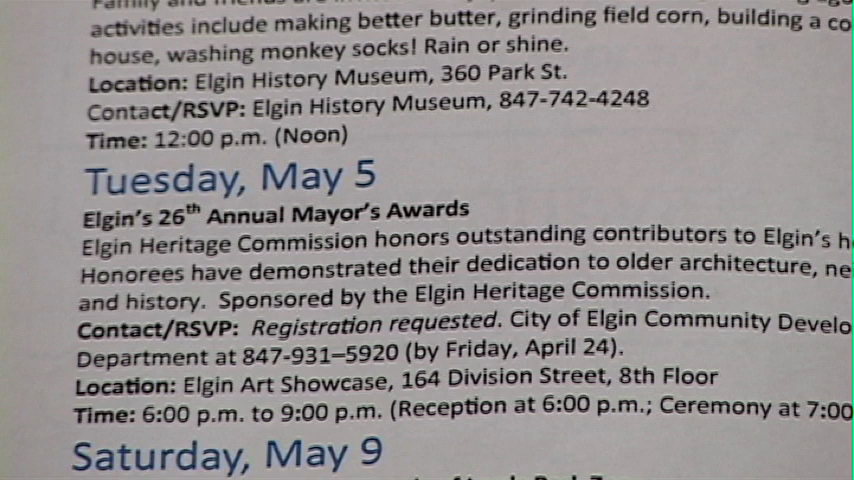 Family and friends are
activities include making better butter, grinding field corn, building a co
house, washing monkey socks! Rain or shine.
Location: Elgin History Museum, 360 Park St.
Contact/RSVP: Elgin History Museum, 847-742-4248
Time: 12:00 p.m. (Noon)
Tuesday, May 5
Elgin's 26th Annual Mayor's Awards
Elgin Heritage Commission honors outstanding contributors to Elgin's h
Honorees have demonstrated their dedication to older architecture, ne
and history. Sponsored by the Elgin Heritage Commission.
Contact/RSVP: Registration requested. City of Elgin Community Develo
Department at 847-931–5920 (by Friday, April 24).
Location: Elgin Art Showcase, 164 Division Street, 8th Floor
Time: 6:00 p.m. to 9:00 p.m. (Reception at 6:00 p.m.; Ceremony at 7:00
Saturday, May 9